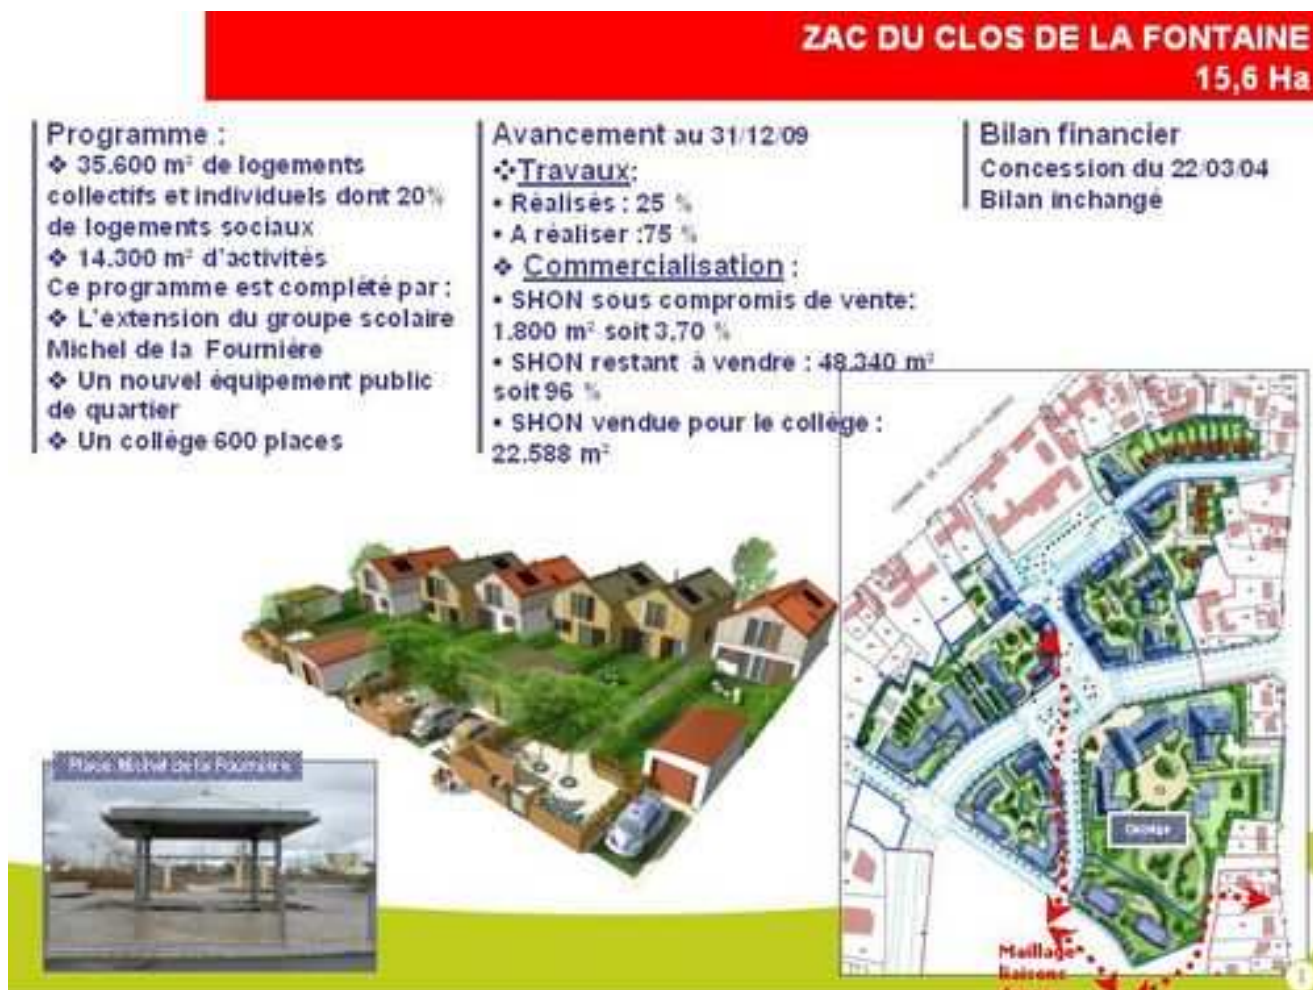 ZAC DU CLOS DE LA FONTAINE
15,6 Ha
Programme :
❖ 35.600 m² de logements
collectifs et individuels dont 20%
de logements sociaux
❖ 14.300 m² d'activités
Ce programme est complété par :
❖ L'extension du groupe scolaire
Michel de la Fournière
❖ Un nouvel équipement public
de quartier
❖ Un collège 600 places
Avancement au 31/12/09
❖Travaux:
• Réalisés : 25 %
• A réaliser :75 %
❖ Commercialisation :
• SHON sous compromis de vente:
1.800 m² soit 3,70 %
• SHON restant à vendre : 48.340 m²
soit 96 %
• SHON vendue pour le collège :
22.588 m²
Bilan financier
Concession du 22/03/04
Bilan inchangé
Place Michel de la Fournière
Collège
Maillage
liaisons